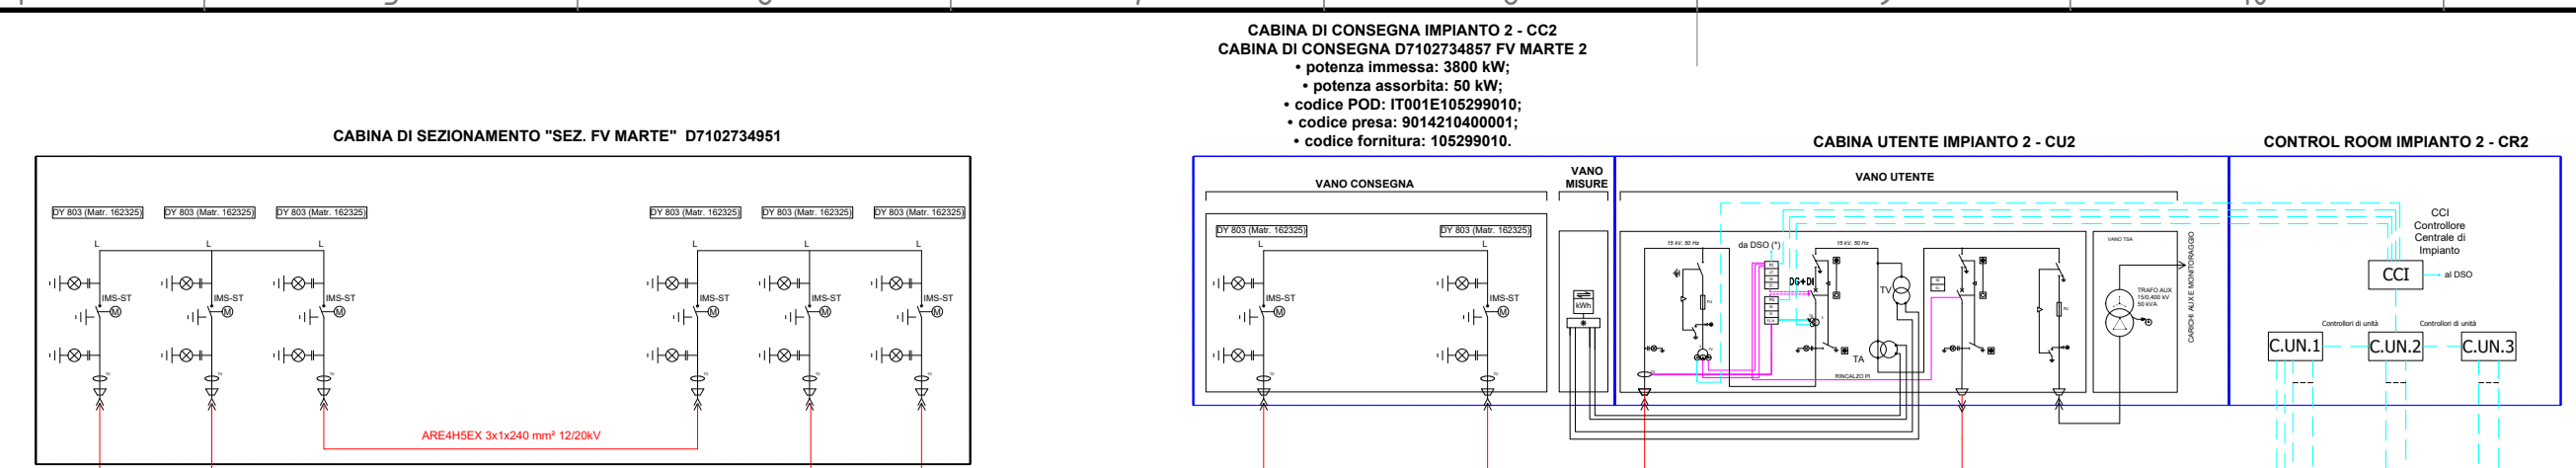 CABINA DI CONSEGNA IMPIANTO 2 - CC2
CABINA DI CONSEGNA D7102734857 FV MARTE 2
• potenza immessa: 3800 kW;
• potenza assorbita: 50 kW;
• codice POD: IT001E105299010;
• codice presa: 9014210400001;
• codice fornitura: 105299010.
CABINA DI SEZIONAMENTO "SEZ. FV MARTE" D7102734951
DY 803 (Matr. 162325)
DY 803 (Matr. 162325)
DY 803 (Matr. 162325)
DY 803 (Matr. 162325)
DY 803 (Matr. 162325)
DY 803 (Matr. 162325)
L
L
L
L
L
L
IMS-ST
IMS-ST
IMS-ST
IMS-ST
IMS-ST
IMS-ST
M
M
M
M
M
M
ARE4H5EX 3x1x240 mm² 12/20kV
VANO CONSEGNA
DY 803 (Matr. 162325)
DY 803 (Matr. 162325)
L
L
IMS-ST
IMS-ST
M
M
VANO
MISURE
kWh
CABINA UTENTE IMPIANTO 2 - CU2
VANO UTENTE
15 kV, 50 Hz
da DSO (*)
15 kV, 50 Hz
DG+DI
TV
TA
RINCALZO PI
VANO TSA
TRAFO AUX
15/0,400 kV
50 kVA
CARICHI AUX E MONITORAGGIO
CONTROL ROOM IMPIANTO 2 - CR2
CCI
Controllore
Centrale di
Impianto
CCI
al DSO
Controllori di unità
Controllori di unità
C.UN.1
C.UN.2
C.UN.3